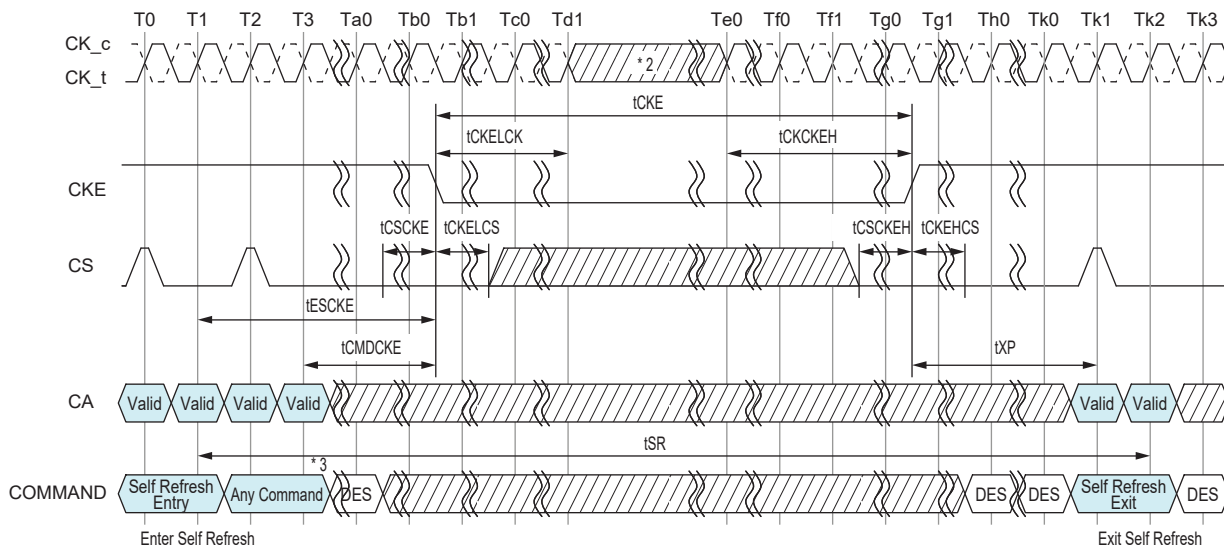 T0 T1 T2 T3 Ta0 Tb0 Tb1 Tc0 Td1 Te0 Tf0 Tf1 Tg0 Tg1 Th0 Tk0 Tk1 Tk2 Tk3
CK_c
CK_t
* 2
tCKE
tCKELCK tCKCKEH
CKE
tCSCKE tCKELCS tCSCKEH tCKEHCS
CS
tESCKE
tCMDCKE tXP
CA Valid Valid Valid Valid Valid Valid
tSR
* 3
COMMAND Self Refresh Entry Any Command DES DES DES Self Refresh Exit DES
Enter Self Refresh Exit Self Refresh